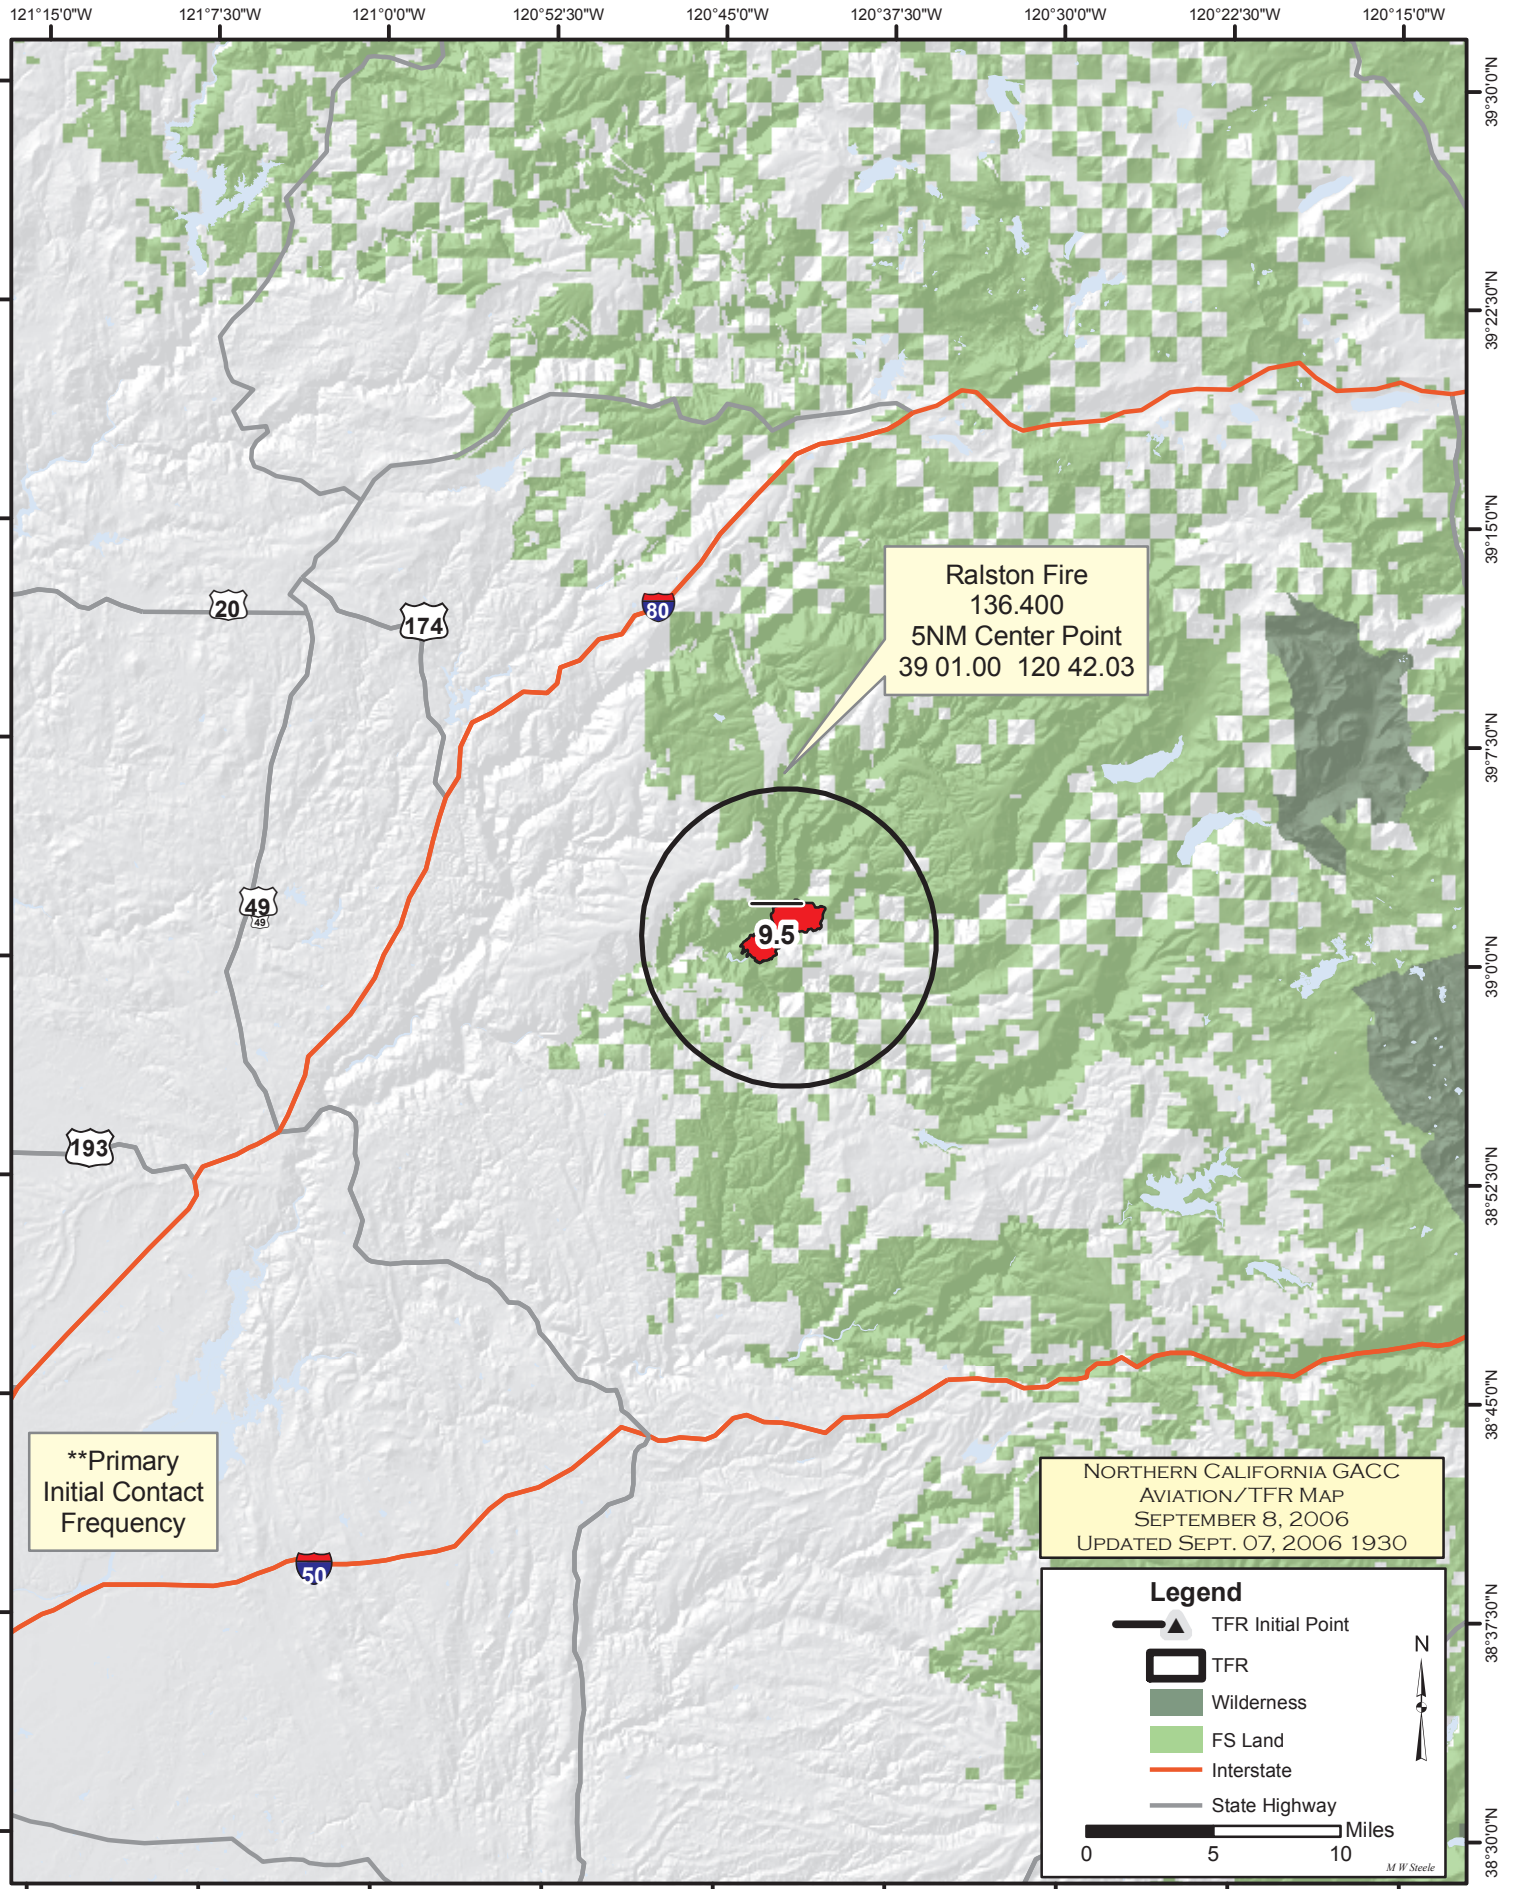 121°15'0"W 121°7'30"W 121°0'0"W 120°52'30"W 120°45'0"W 120°37'30"W 120°30'0"W 120°22'30"W 120°15'0"W
39°30'0"N
39°22'30"N
39°15'0"N
39°7'30"N
39°0'0"N
38°52'30"N
38°45'0"N
38°37'30"N
38°30'0"N
Ralston Fire
136.400
5NM Center Point
39 01.00 120 42.03
20
174
80
49
49
9.5
193
50
**Primary
Initial Contact
Frequency
Northern California GACC
Aviation/TFR Map
September 8, 2006
Updated Sept. 07, 2006 1930
Legend
TFR Initial Point
TFR
Wilderness
FS Land
Interstate
State Highway
N
Miles
0 5 10
M W Steele